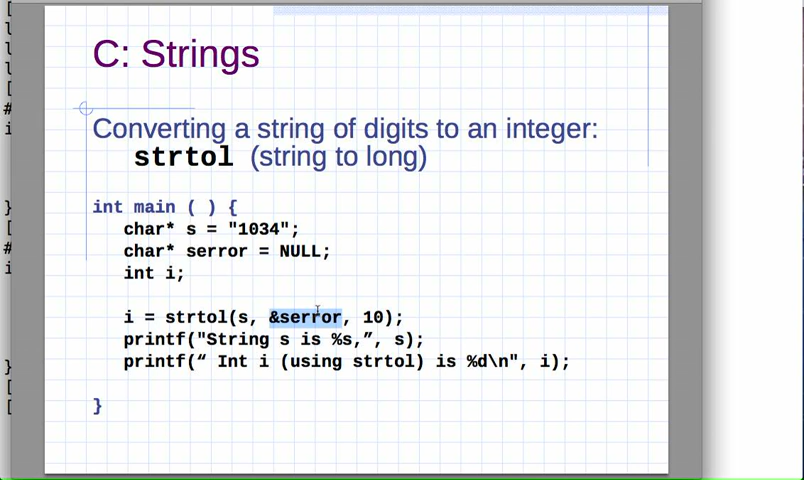 C: Strings
Converting a string of digits to an integer:
strtol (string to long)
int main ( ) {
char* s = "1034";
char* serror = NULL;
int i;
i = strtol(s, &serror, 10);
printf("String s is %s,”, s);
printf(“ Int i (using strtol) is %d\n", i);
}